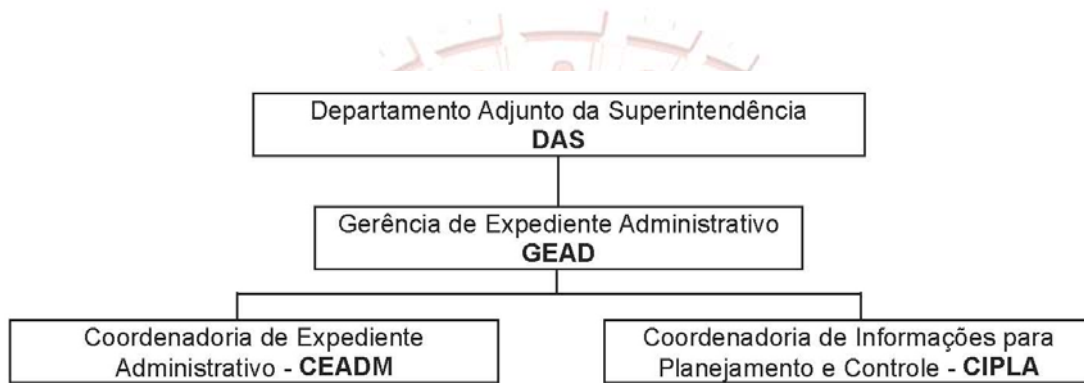 Departamento Adjunto da Superintendência
DAS
Gerência de Expediente Administrativo
GEAD
Coordenadoria de Expediente
Administrativo - CEADM
Coordenadoria de Informações para
Planejamento e Controle - CIPLA